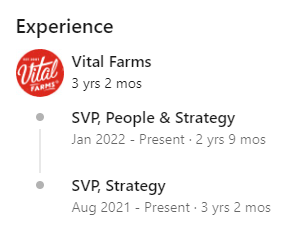 Experience
Vital
FARMS
Vital Farms
3 yrs 2 mos
SVP, People & Strategy
Jan 2022 - Present · 2 yrs 9 mos
SVP, Strategy
Aug 2021 - Present · 3 yrs 2 mos